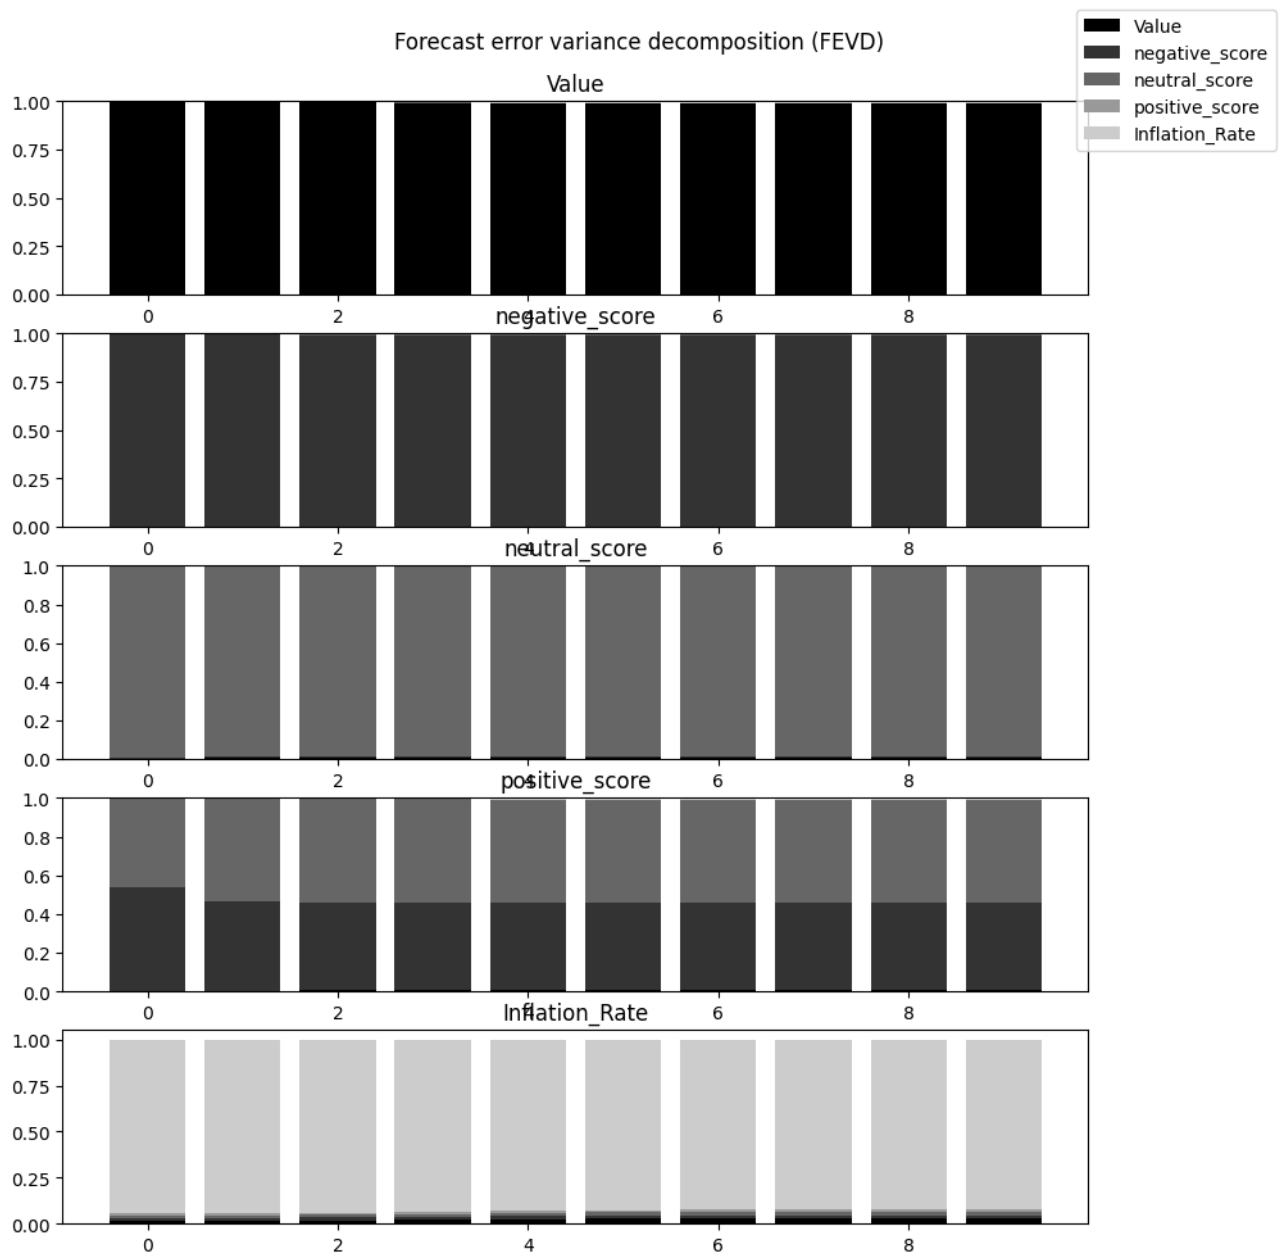 Forecast error variance decomposition (FEVD)
Value
negative_score
neutral_score
positive_score
Inflation_Rate
Value
1.00
0.75
0.50
0.25
0.00
0 2 4 6 8
negative_score
1.00
0.75
0.50
0.25
0.00
0 2 4 6 8
neutral_score
1.0
0.8
0.6
0.4
0.2
0.0
0 2 4 6 8
positive_score
1.0
0.8
0.6
0.4
0.2
0.0
0 2 4 6 8
Inflation_Rate
1.00
0.75
0.50
0.25
0.00
0 2 4 6 8